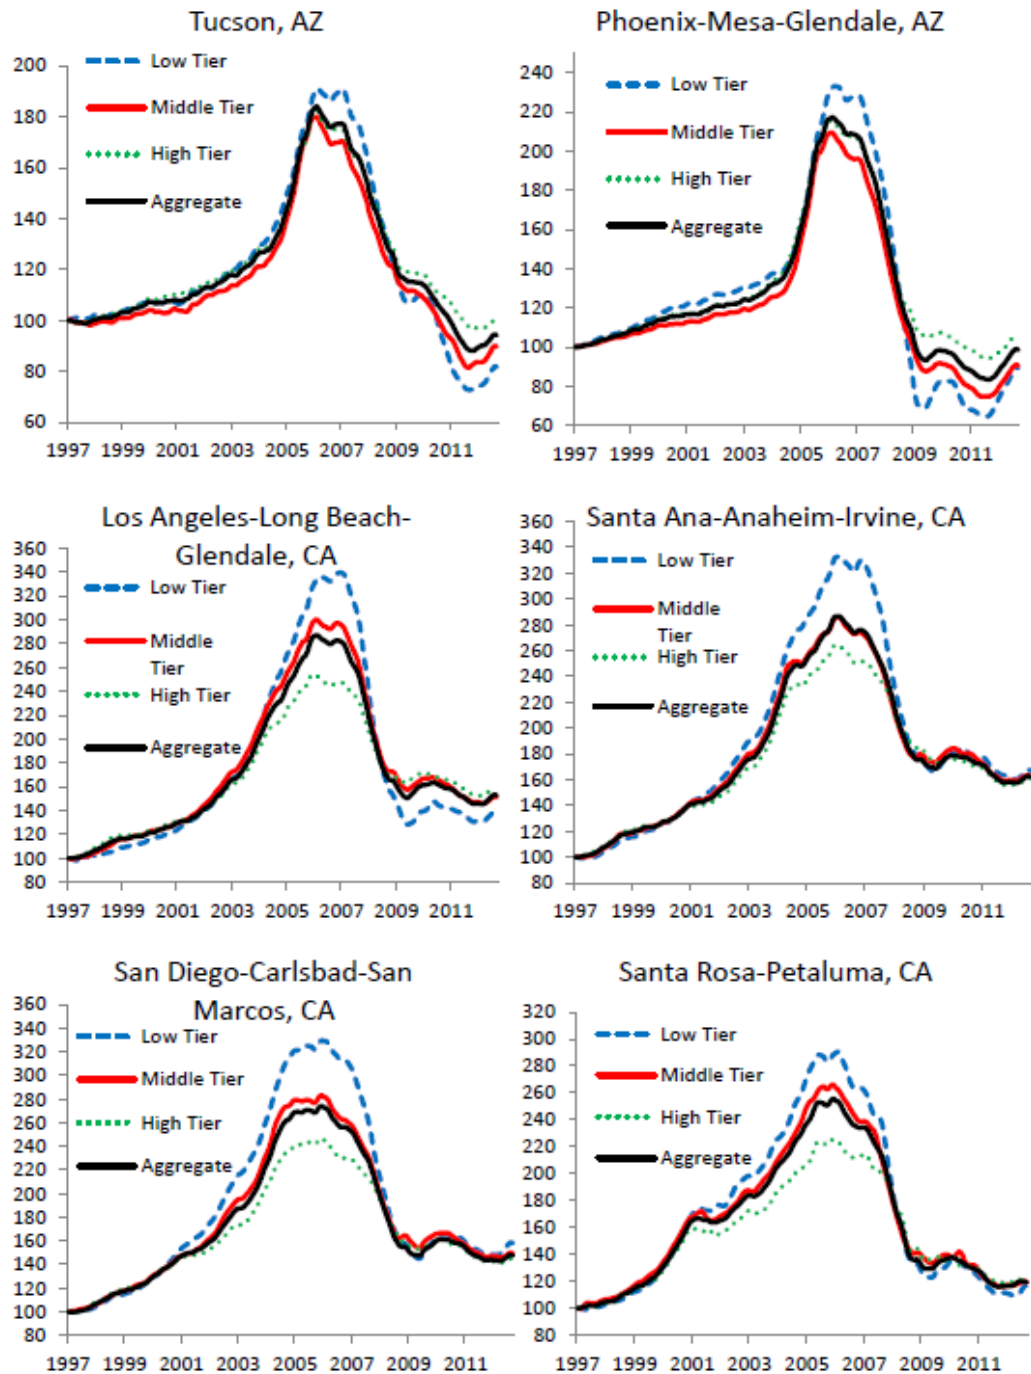 Tucson, AZ
200
180
160
140
120
100
80
60
Low Tier
Middle Tier
High Tier
Aggregate
1997 1999 2001 2003 2005 2007 2009 2011
Phoenix-Mesa-Glendale, AZ
240
220
200
180
160
140
120
100
80
60
Low Tier
Middle Tier
High Tier
Aggregate
1997 1999 2001 2003 2005 2007 2009 2011
Los Angeles-Long Beach-
Glendale, CA
360
340
320
300
280
260
240
220
200
180
160
140
120
100
80
Low Tier
Middle
Tier
High Tier
Aggregate
1997 1999 2001 2003 2005 2007 2009 2011
Santa Ana-Anaheim-Irvine, CA
360
340
320
300
280
260
240
220
200
180
160
140
120
100
80
Low Tier
Middle
Tier
High Tier
Aggregate
1997 1999 2001 2003 2005 2007 2009 2011
San Diego-Carlsbad-San
Marcos, CA
360
340
320
300
280
260
240
220
200
180
160
140
120
100
80
Low Tier
Middle Tier
High Tier
Aggregate
1997 1999 2001 2003 2005 2007 2009 2011
Santa Rosa-Petaluma, CA
320
300
280
260
240
220
200
180
160
140
120
100
80
Low Tier
Middle Tier
High Tier
Aggregate
1997 1999 2001 2003 2005 2007 2009 2011